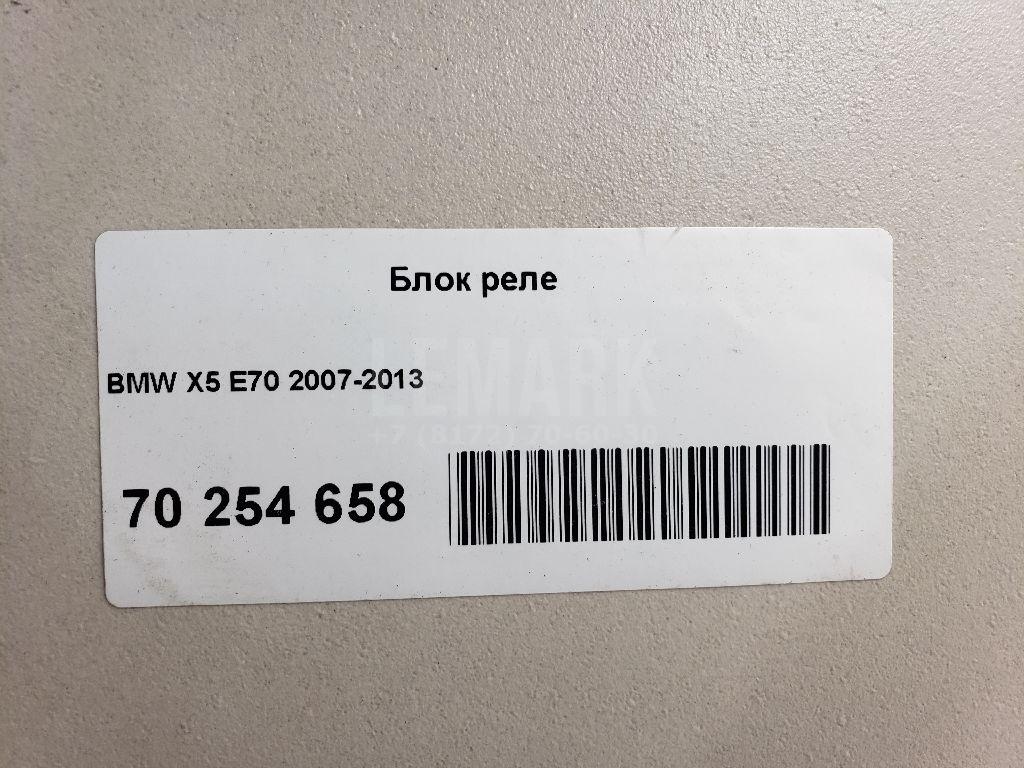 Блок реле
LEMARK
BMW X5 E70 2007-2013
+7 (8172) 70-60-30
70 254 658